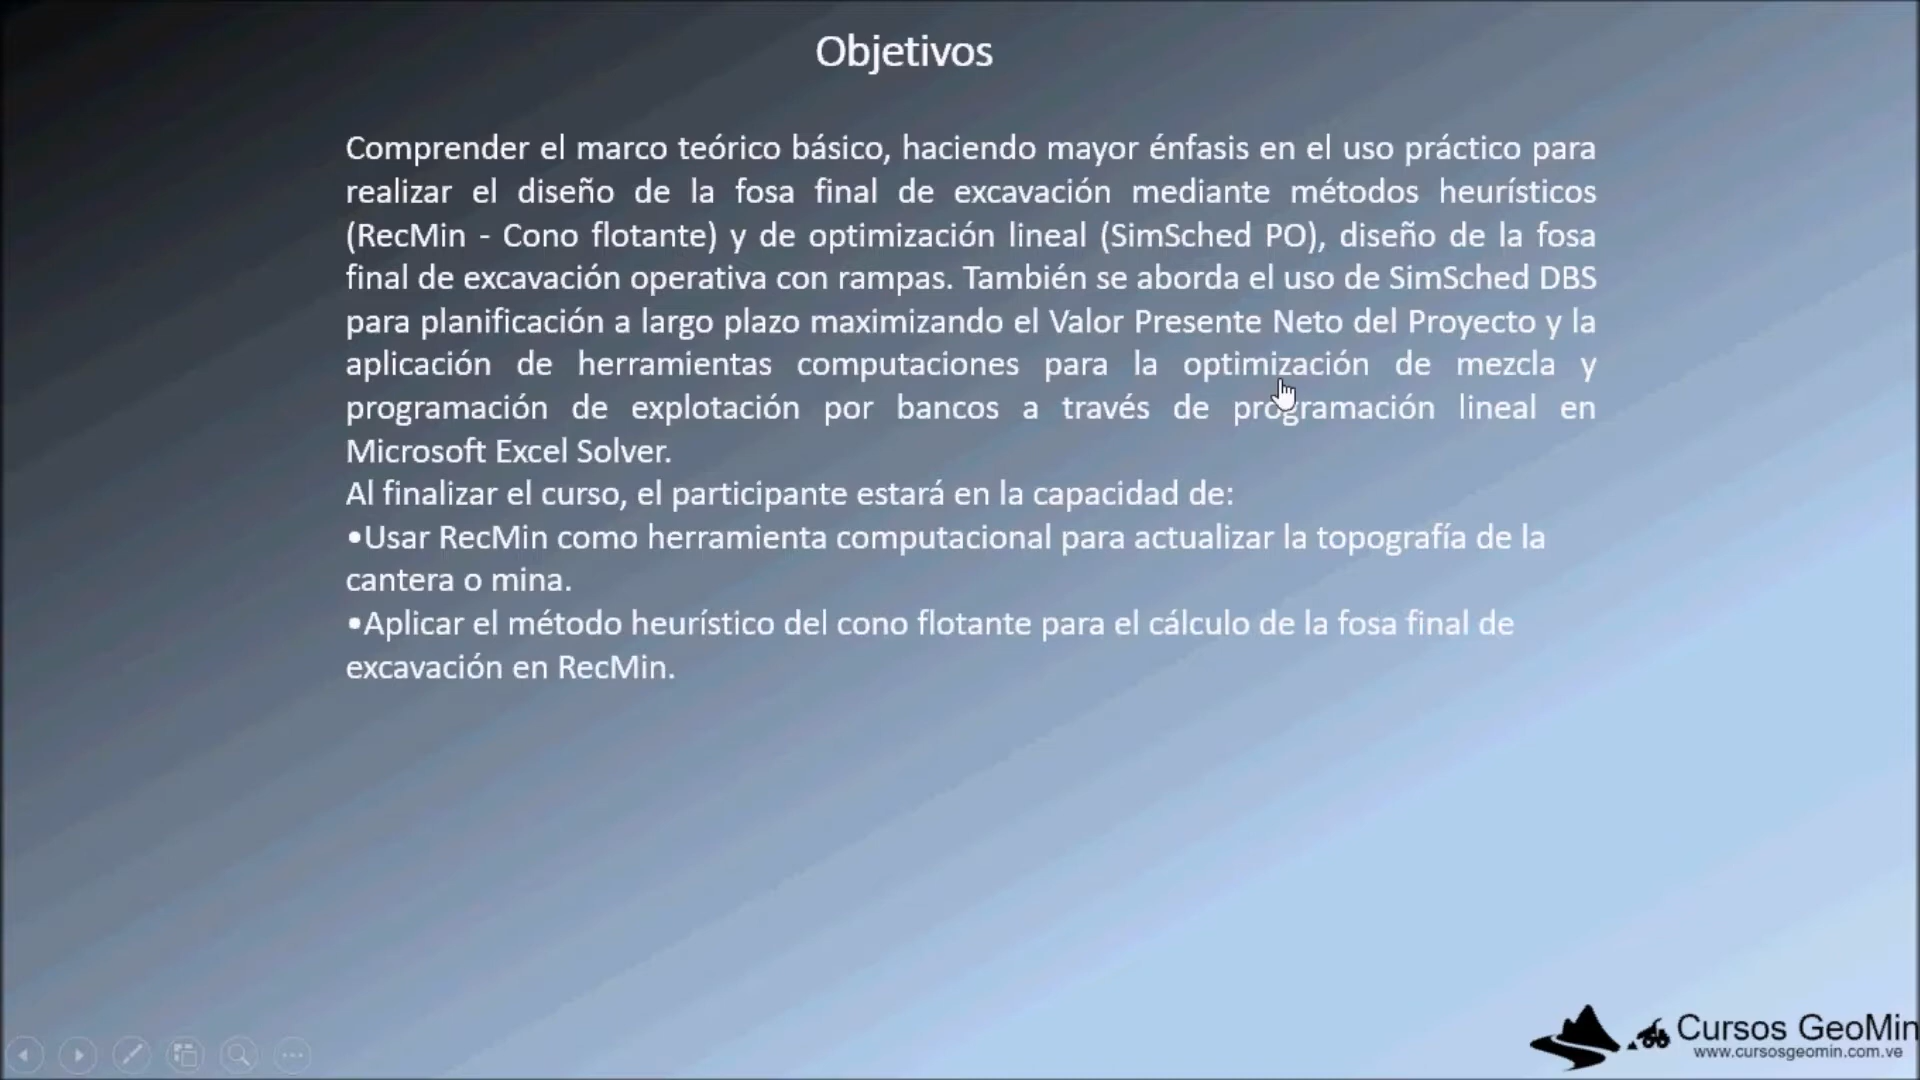 Objetivos
Comprender el marco teórico básico, haciendo mayor énfasis en el uso práctico para
realizar el diseño de la fosa final de excavación mediante métodos heurísticos
(RecMin - Cono flotante) y de optimización lineal (SimSched PO), diseño de la fosa
final de excavación operativa con rampas. También se aborda el uso de SimSched DBS
para planificación a largo plazo maximizando el Valor Presente Neto del Proyecto y la
aplicación de herramientas computaciones para la optimización de mezcla y
programación de explotación por bancos a través de programación lineal en
Microsoft Excel Solver.
Al finalizar el curso, el participante estará en la capacidad de:
•Usar RecMin como herramienta computacional para actualizar la topografía de la
cantera o mina.
•Aplicar el método heurístico del cono flotante para el cálculo de la fosa final de
excavación en RecMin.
Cursos GeoMin
www.cursosgeomin.com.ve